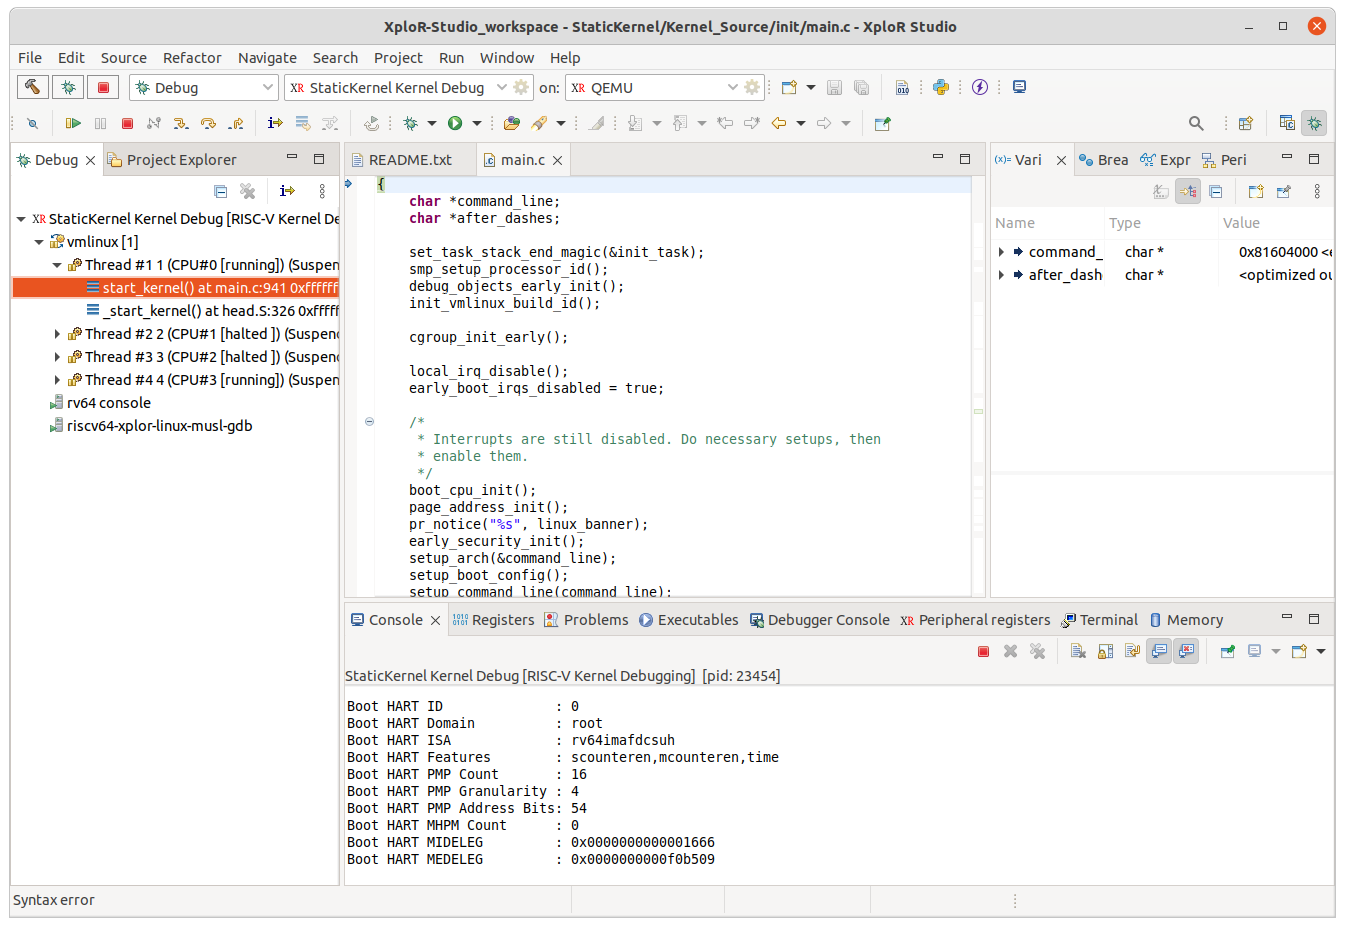 XploR-Studio_workspace - StaticKernel/Kernel_Source/init/main.c - XploR Studio
File Edit Source Refactor Navigate Search Project Run Window Help
Debug XR StaticKernel Kernel Debug on: XR QEMU
Debug Project Explorer
XR StaticKernel Kernel Debug [RISC-V Kernel De
vmlinux [1]
Thread #1 1 (CPU#0 [running]) (Suspen
start_kernel() at main.c:941 0xffffff
_start_kernel() at head.S:326 0xfffff
Thread #2 2 (CPU#1 [halted ]) (Suspend
Thread #3 3 (CPU#2 [halted ]) (Suspend
Thread #4 4 (CPU#3 [running]) (Suspen
rv64 console
riscv64-xplor-linux-musl-gdb
README.txt main.c
{
char *command_line;
char *after_dashes;
set_task_stack_end_magic(&init_task);
smp_setup_processor_id();
debug_objects_early_init();
init_vmlinux_build_id();
cgroup_init_early();
local_irq_disable();
early_boot_irqs_disabled = true;
/*
* Interrupts are still disabled. Do necessary setups, then
* enable them.
*/
boot_cpu_init();
page_address_init();
pr_notice("%s", linux_banner);
early_security_init();
setup_arch(&command_line);
setup_boot_config();
setup_command_line(command_line);
(x)= Vari Brea Expr Peri
Name Type Value
command_ char * 0x81604000 <e
after_dash char * <optimized ou
Console Registers Problems Executables Debugger Console XR Peripheral registers Terminal Memory
StaticKernel Kernel Debug [RISC-V Kernel Debugging] [pid: 23454]
Boot HART ID : 0
Boot HART Domain : root
Boot HART ISA : rv64imafdcsuh
Boot HART Features : scounteren,mcounteren,time
Boot HART PMP Count : 16
Boot HART PMP Granularity : 4
Boot HART PMP Address Bits: 54
Boot HART MHPM Count : 0
Boot HART MIDELEG : 0x0000000000001666
Boot HART MEDELEG : 0x0000000000f0b509
Syntax error